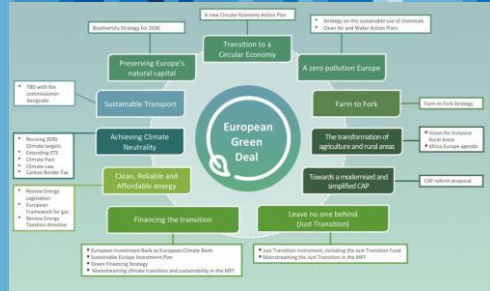 A new Circular Economy Action Plan
Biodiversity Strategy for 2030
Transition to a
Circular Economy
• Strategy on the sustainable use of chemicals
• Clean Air and Water Action Plans
Preserving Europe's
natural capital
A zero pollution Europe
• TBD with the
commissioner-
designate
Sustainable Transport
Farm to Fork
Farm to Fork Strategy
European
Green
Deal
• Reviving 2030
Climate targets
• Extending ETS
• Climate Pact
• Climate Law
• Carbon Border Tax
Achieving Climate
Neutrality
The transformation of
agriculture and rural areas
• Vision for Inclusive
Rural Areas
• Africa Europe agenda
Clean, Reliable and
Affordable energy
Towards a modernised and
simplified CAP
CAP reform proposal
• Review Energy
Legislation
• European
Framework for gas
• Review Energy
Taxation directive
Financing the transition
Leave no one behind
(Just Transition)
• European Investment Bank as European Climate Bank
• Sustainable Europe Investment Plan
• Green Financing Strategy
• Mainstreaming climate transition and sustainability in the MFF
• Just Transition Instrument, including the Just Transition Fund
• Mainstreaming the Just Transition in the MFF